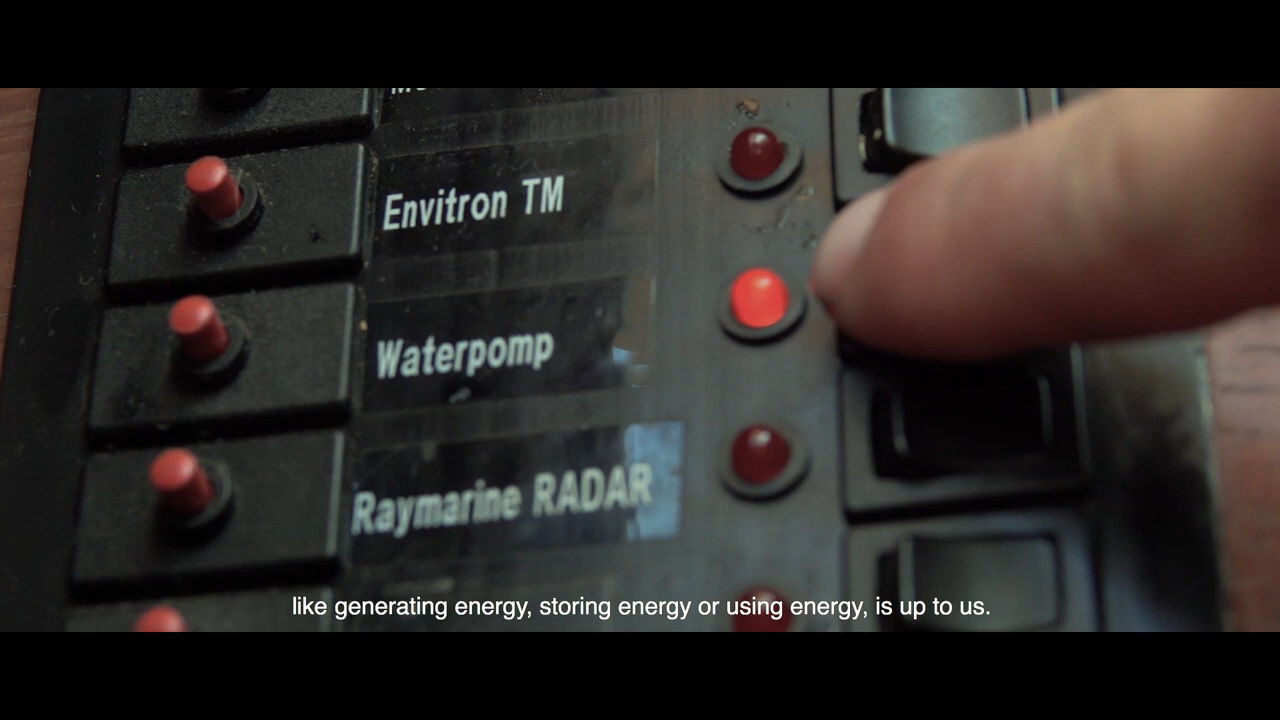 Envitron TM
Waterpomp
Raymarine RADAR
like generating energy, storing energy or using energy, is up to us.